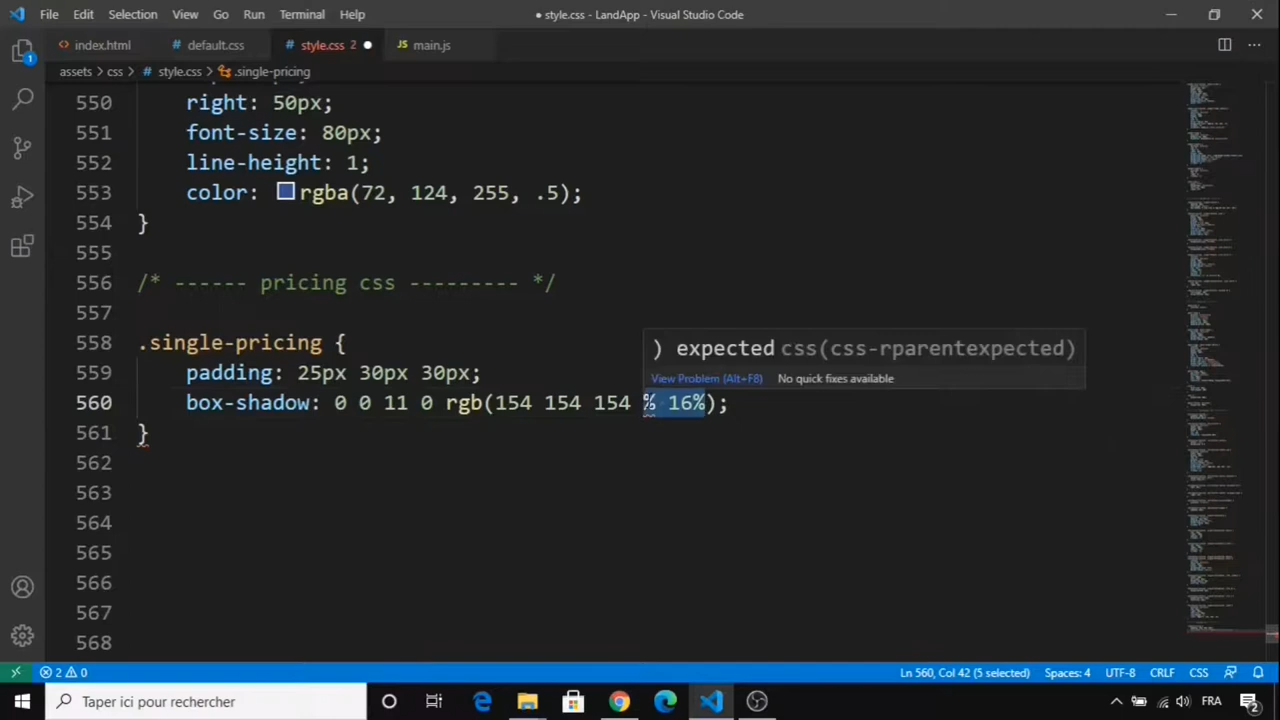 File Edit Selection View Go Run Terminal Help
● style.css - LandApp - Visual Studio Code
index.html
default.css
style.css 2 ●
JS main.js
assets > css > # style.css > .single-pricing
1
550 right: 50px;
551 font-size: 80px;
552 line-height: 1;
553 color: rgba(72, 124, 255, .5);
554 }
555
556 /* ------ pricing css --------- */
557
558 .single-pricing {
) expected css(css-rparentexpected)
559 padding: 25px 30px 30px;
View Problem (Alt+F8) No quick fixes available
560 box-shadow: 0 0 11 0 rgb(154 154 154 % 16%);
561 }
562
563
564
565
566
567
568
2 0
Ln 560, Col 42 (5 selected) Spaces: 4 UTF-8 CRLF CSS
Taper ici pour rechercher
FRA
2